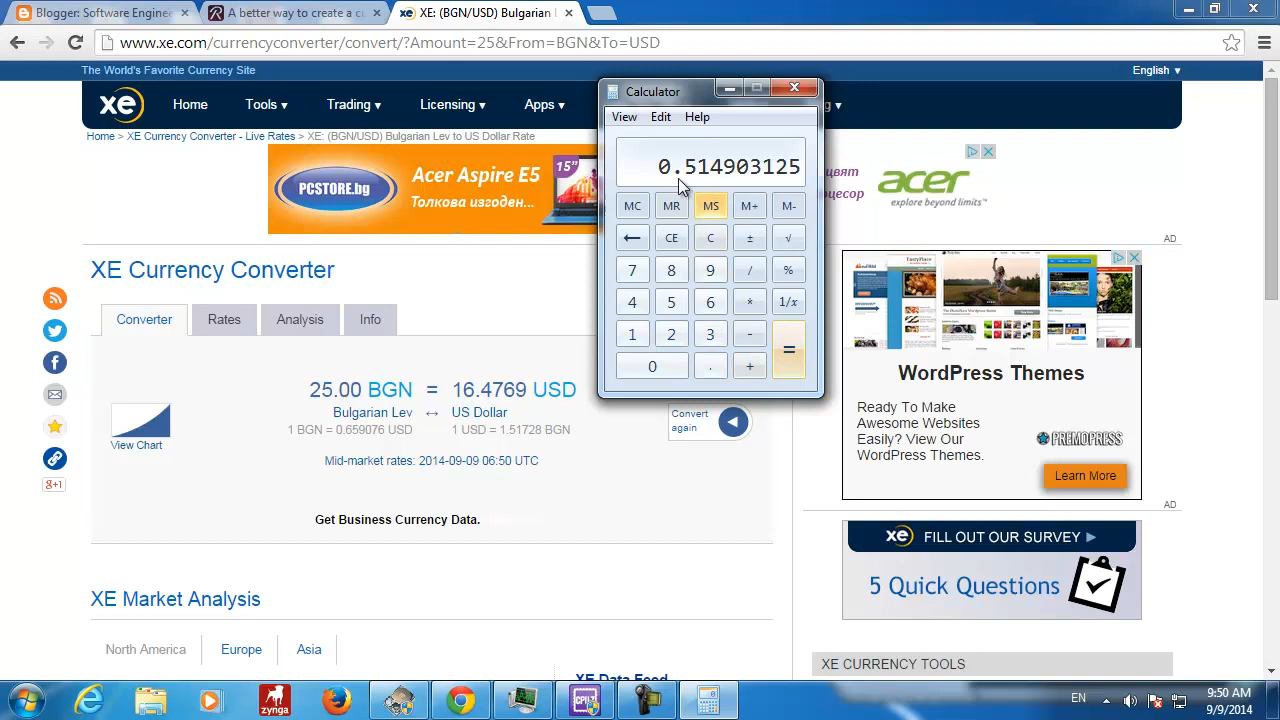 Blogger: Software Engine
A better way to create a c
XE: (BGN/USD) Bulgarian
www.xe.com/currencyconverter/convert/?Amount=25&From=BGN&To=USD
The World's Favorite Currency Site
English ▼
xe
Home
Tools ▼
Trading ▼
Licensing ▼
Apps ▼
Home > XE Currency Converter - Live Rates > XE: (BGN/USD) Bulgarian Lev to US Dollar Rate
PCSTORE.bg
Acer Aspire E5
Толкова изгоден...
15"
цвят
оцесор
acer
explore beyond limits™
AD
Calculator
View Edit Help
0.514903125
MC MR MS M+ M-
← CE C ± √
7 8 9 / %
4 5 6 * 1/x
1 2 3 - =
0 . +
XE Currency Converter
Converter
Rates
Analysis
Info
25.00 BGN = 16.4769 USD
Bulgarian Lev ↔ US Dollar
1 BGN = 0.659076 USD 1 USD = 1.51728 BGN
View Chart
Convert
again
Mid-market rates: 2014-09-09 06:50 UTC
Get Business Currency Data.
g+1
WordPress Themes
Ready To Make
Awesome Websites
Easily? View Our
WordPress Themes.
PREMOPRESS
Learn More
AD
xe FILL OUT OUR SURVEY ►
5 Quick Questions
XE Market Analysis
North America
Europe
Asia
XE Data Feed
XE CURRENCY TOOLS
zynga
EN
9:50 AM
9/9/2014